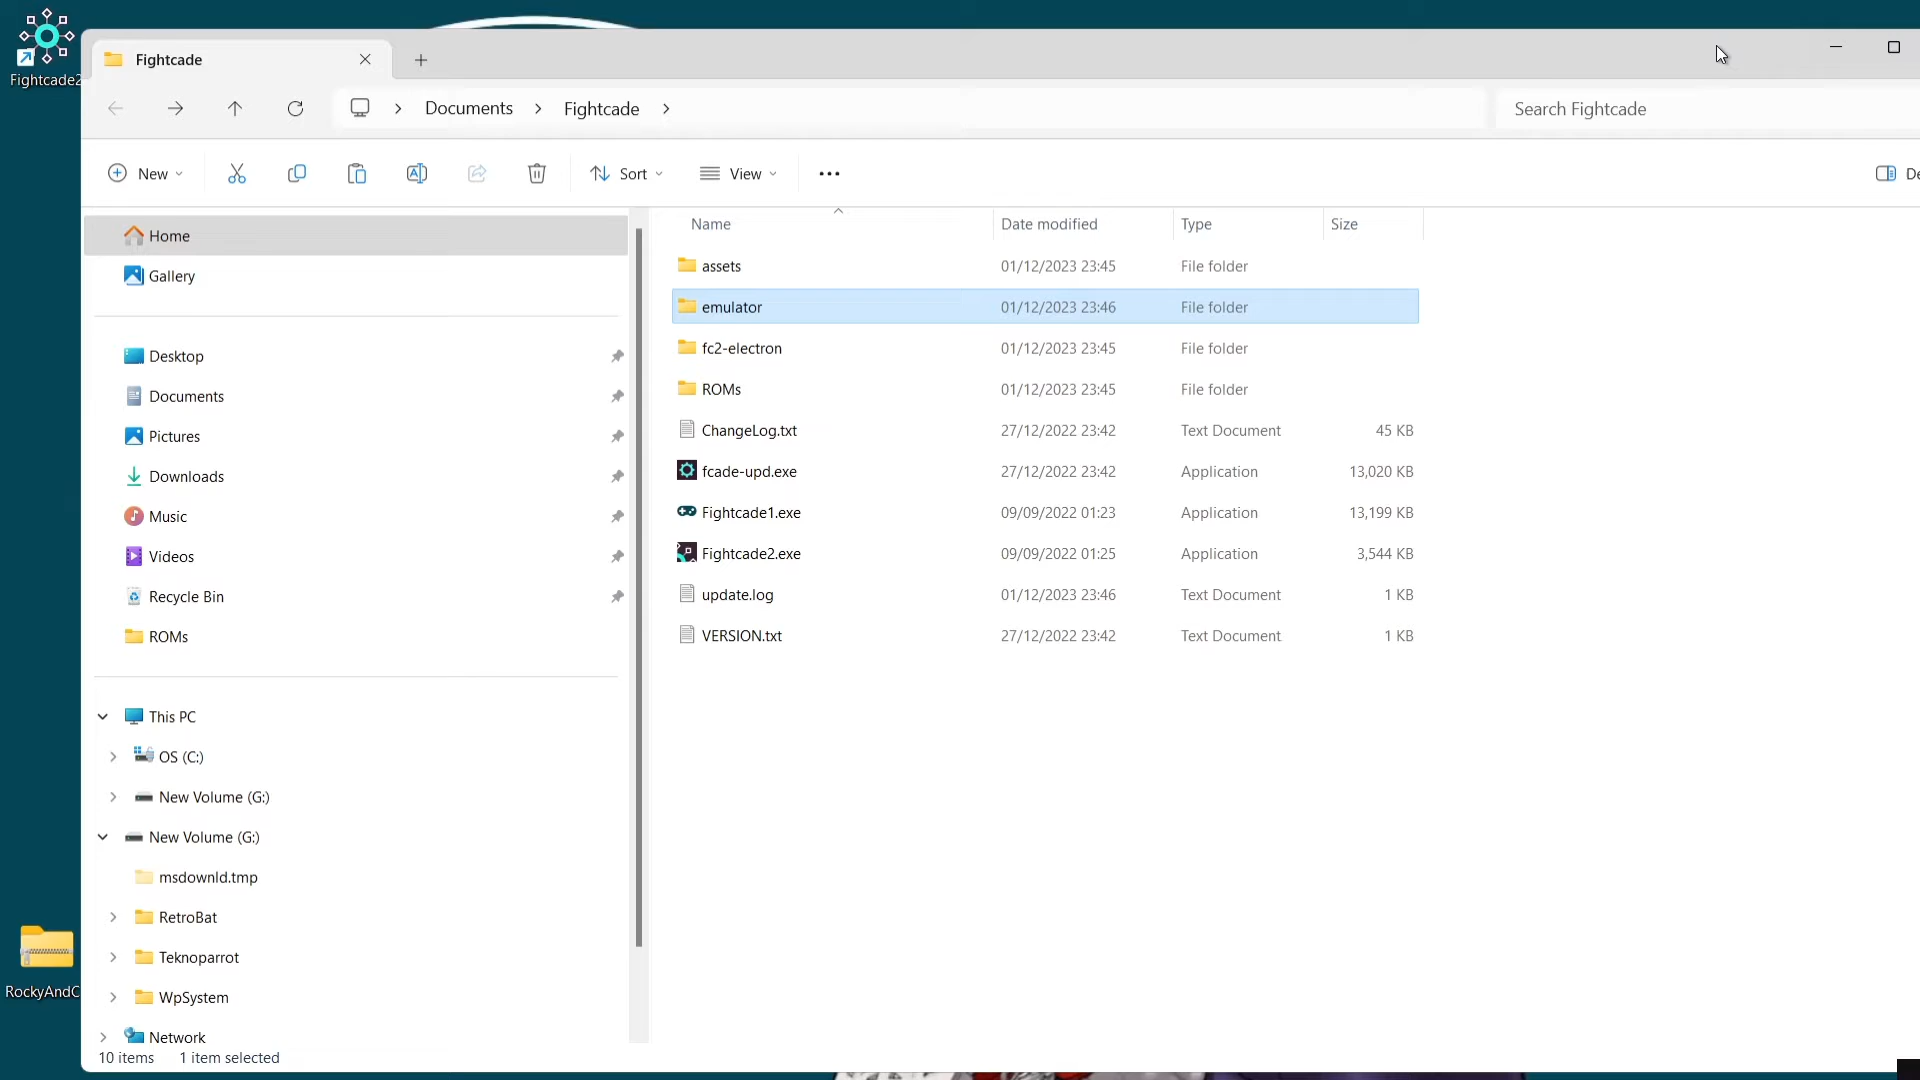 Fightcade2
Fightcade
Documents
Fightcade
Search Fightcade
New
Sort
View
De
Home
Gallery
Desktop
Documents
Pictures
Downloads
Music
Videos
Recycle Bin
ROMs
This PC
OS (C:)
New Volume (G:)
New Volume (G:)
msdownld.tmp
RetroBat
Teknoparrot
WpSystem
Network
Name Date modified Type Size
assets 01/12/2023 23:45 File folder
emulator 01/12/2023 23:46 File folder
fc2-electron 01/12/2023 23:45 File folder
ROMs 01/12/2023 23:45 File folder
ChangeLog.txt 27/12/2022 23:42 Text Document 45 KB
fcade-upd.exe 27/12/2022 23:42 Application 13,020 KB
Fightcade1.exe 09/09/2022 01:23 Application 13,199 KB
Fightcade2.exe 09/09/2022 01:25 Application 3,544 KB
update.log 01/12/2023 23:46 Text Document 1 KB
VERSION.txt 27/12/2022 23:42 Text Document 1 KB
RockyAndC
10 items 1 item selected